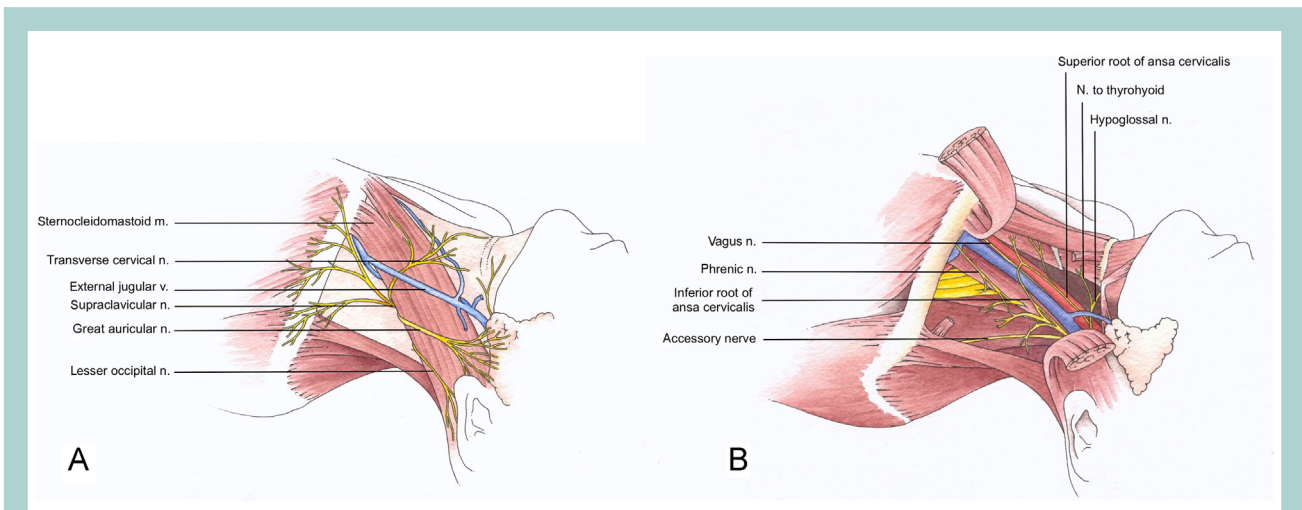 Sternocleidomastoid m.
Transverse cervical n.
External jugular v.
Supraclavicular n.
Great auricular n.
Lesser occipital n.
A
Superior root of ansa cervicalis
N. to thyrohyoid
Hypoglossal n.
Vagus n.
Phrenic n.
Inferior root of
ansa cervicalis
Accessory nerve
B